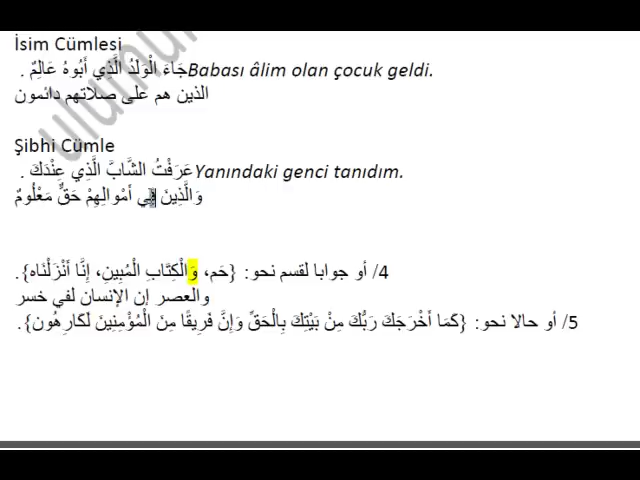 İsim Cümlesi
جَاءَ الْوَلَدُ الَّذِي أَبُوهُ عَالِمٌ . Babası âlim olan çocuk geldi.
الذين هم على صلاتهم دائمون
Şibhi Cümle
عَرَفْتُ الشَّابَّ الَّذِي عِنْدَكَ . Yanındaki genci tanıdım.
وَالَّذِينَ فِي أَمْوالِهِمْ حَقٌّ مَعْلُومٌ
4/ أو جوابا لقسم نحو: {حَم، وَالْكِتَابِ الْمُبِينِ، إِنَّا أَنْزَلْنَاه}.
والعصر إن الإنسان لفي خسر
5/ أو حالا نحو: {كَمَا أَخْرَجَكَ رَبُّكَ مِنْ بَيْتِكَ بِالْحَقِّ وَإِنَّ فَرِيقًا مِنَ الْمُؤْمِنِينَ لَكَارِهُون}.